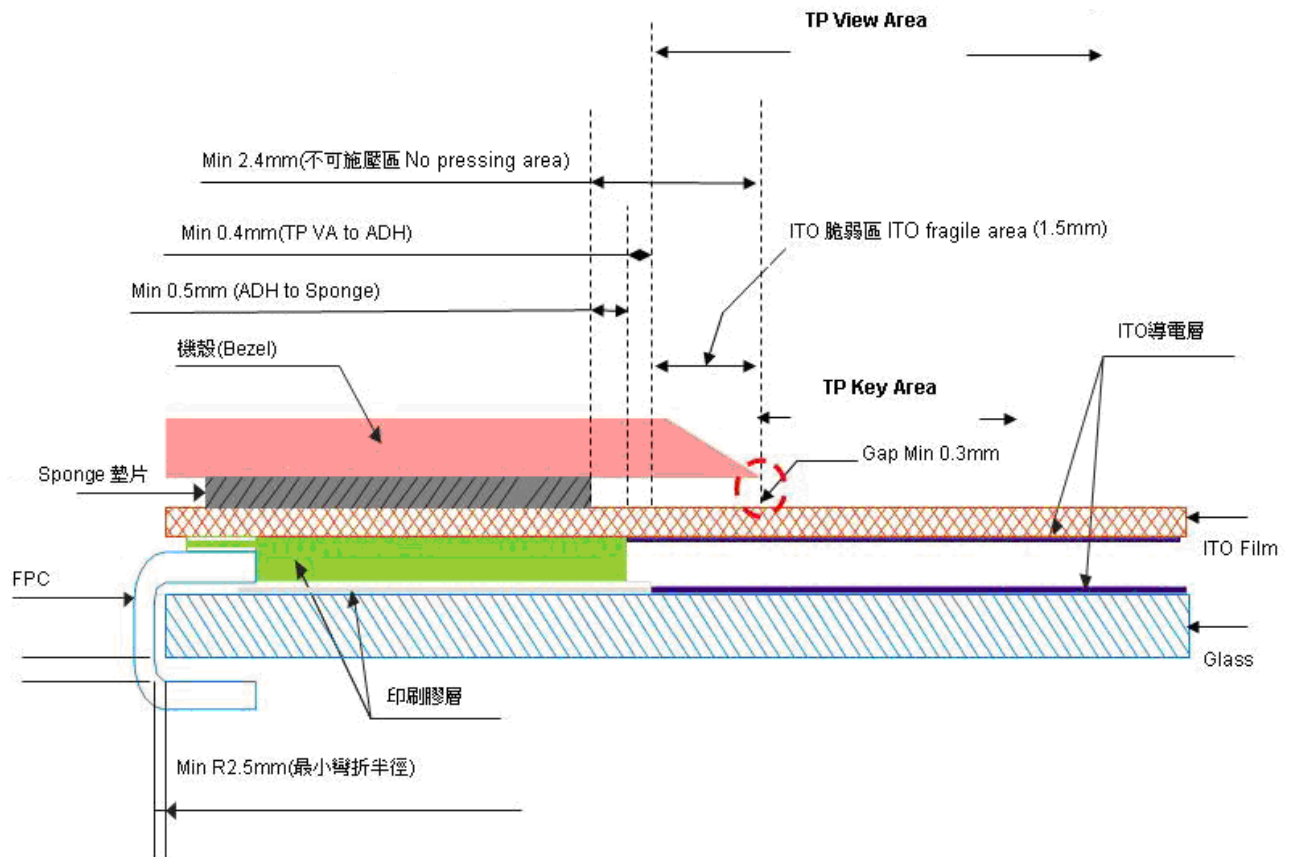 TP View Area
Min 2.4mm(不可施壓區 No pressing area)
Min 0.4mm(TP VA to ADH)
ITO 脆弱區 ITO fragile area (1.5mm)
Min 0.5mm (ADH to Sponge)
ITO導電層
機殼(Bezel)
TP Key Area
Gap Min 0.3mm
Sponge 墊片
ITO Film
FPC
Glass
印刷膠層
Min R2.5mm(最小彎折半徑)